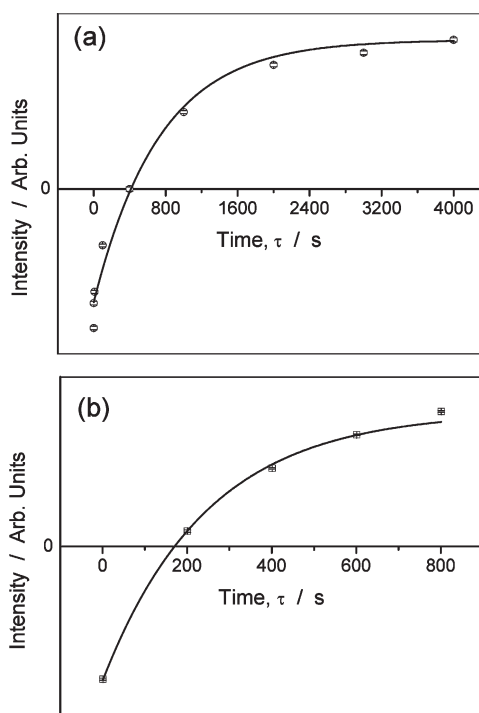 (a)
Intensity / Arb. Units
0
0 800 1600 2400 3200 4000
Time, τ / s
(b)
Intensity / Arb. Units
0
0 200 400 600 800
Time, τ / s